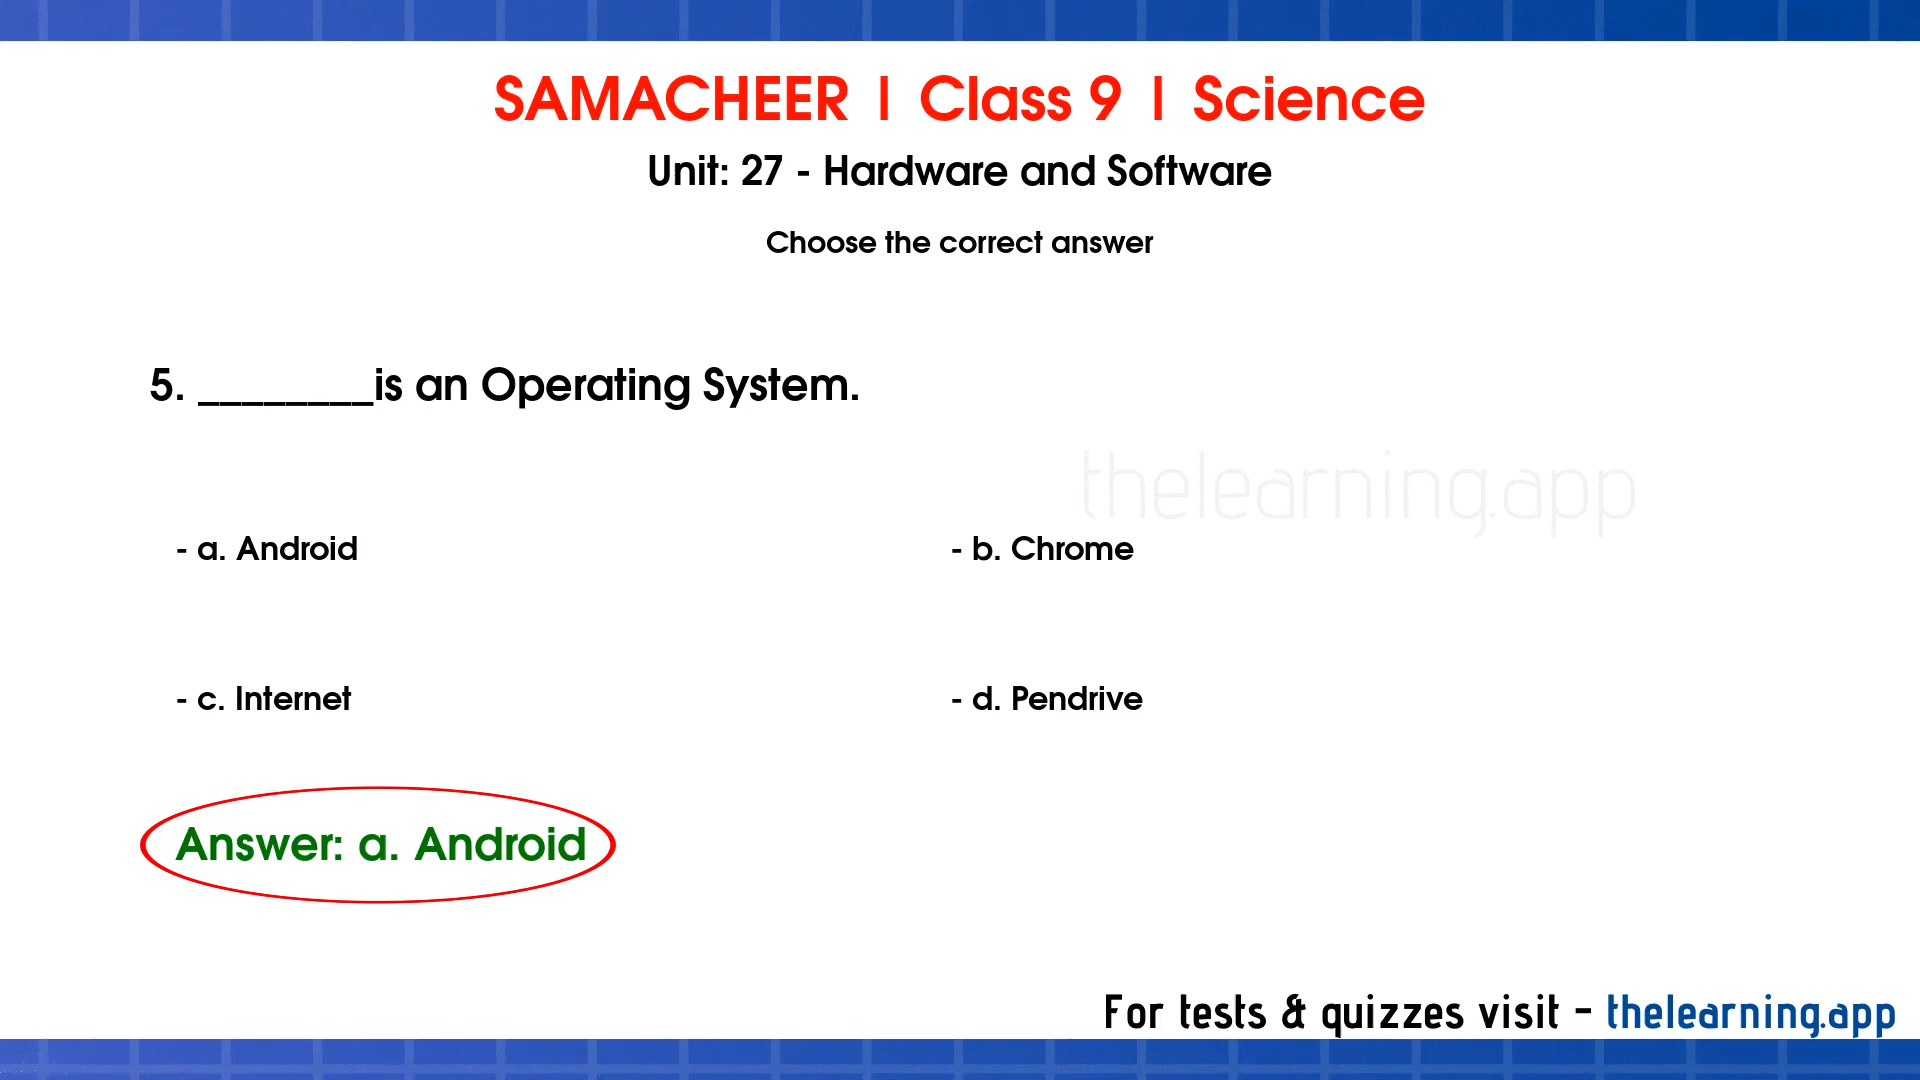 SAMACHEER | Class 9 | Science
Unit: 27 - Hardware and Software
Choose the correct answer
5. ________is an Operating System.
thelearning.app
- a. Android
- b. Chrome
- c. Internet
- d. Pendrive
Answer: a. Android
For tests & quizzes visit - thelearning.app